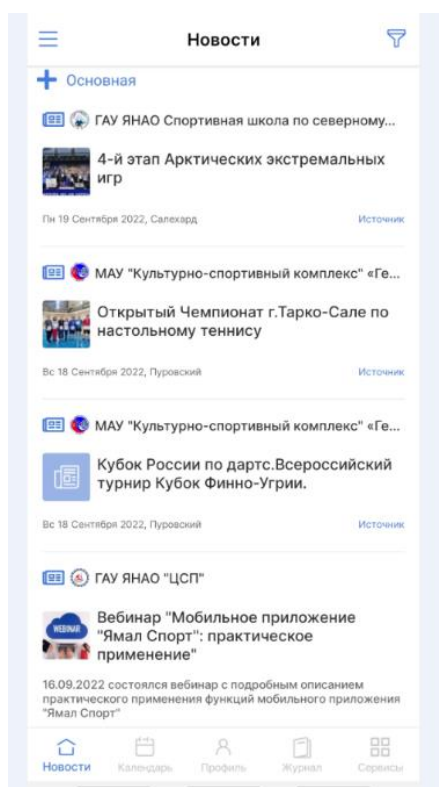 Новости
Основная
ГАУ ЯНАО Спортивная школа по северному...
4-й этап Арктических экстремальных
игр
Пн 19 Сентября 2022, Салехард
Источник
МАУ "Культурно-спортивный комплекс" «Ге...
Открытый Чемпионат г.Тарко-Сале по
настольному теннису
Вс 18 Сентября 2022, Пуровский
Источник
МАУ "Культурно-спортивный комплекс" «Ге...
Кубок России по дартс.Всероссийский
турнир Кубок Финно-Угрии.
Вс 18 Сентября 2022, Пуровский
Источник
ГАУ ЯНАО "ЦСП"
WEBINAR
Вебинар "Мобильное приложение
"Ямал Спорт": практическое
применение"
16.09.2022 состоялся вебинар с подробным описанием
практического применения функций мобильного приложения
"Ямал Спорт"
Новости
Календарь
Профиль
Журнал
Сервисы